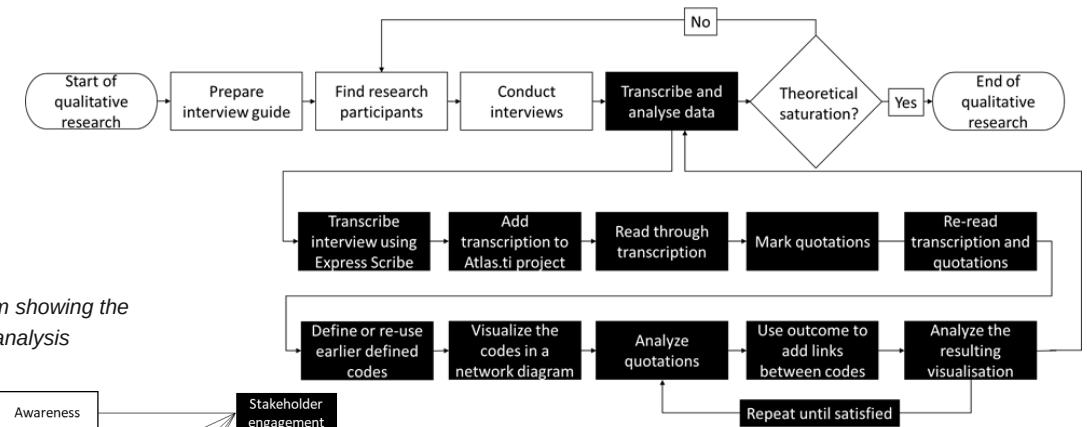 No
Start of
qualitative
research
Prepare
interview guide
Find research
participants
Conduct
interviews
Transcribe and
analyse data
Theoretical
saturation?
Yes
End of
qualitative
research
Transcribe
interview using
Express Scribe
Add
transcription to
Atlas.ti project
Read through
transcription
Mark quotations
Re-read
transcription and
quotations
showing the
analysis
Define or re-use
earlier defined
codes
Visualize the
codes in a
network diagram
Analyze
quotations
Use outcome to
add links
between codes
Analyze the
resulting
visualisation
Repeat until satisfied
Awareness
Stakeholder
engagement